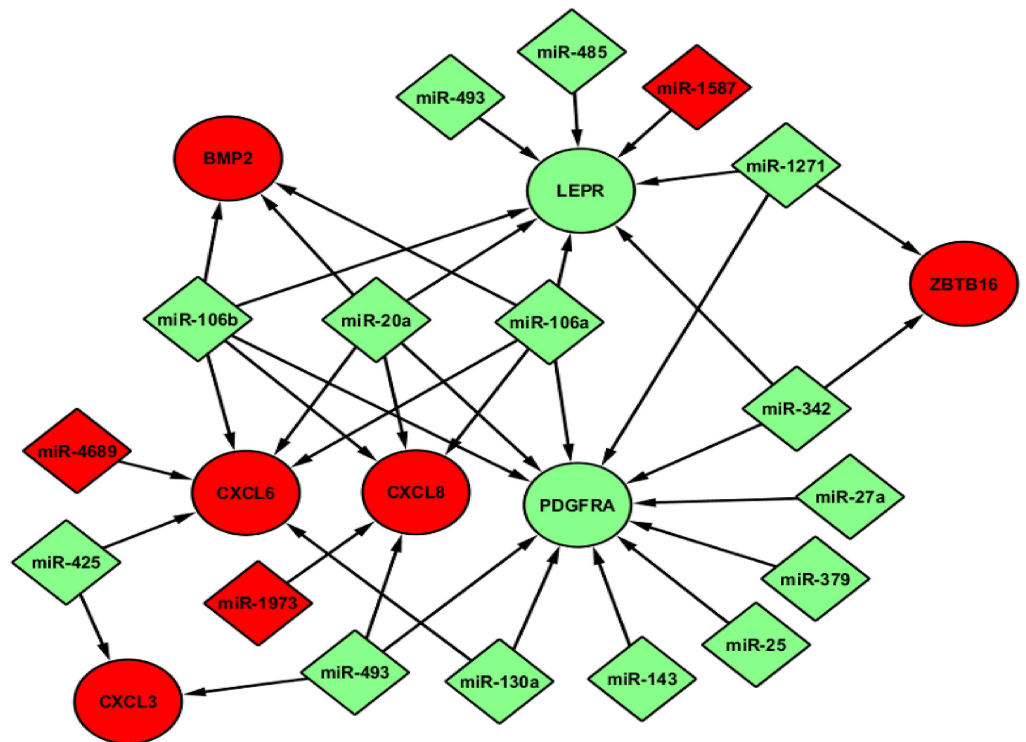 miR-485
miR-493
miR-1587
BMP2
miR-1271
LEPR
ZBTB16
miR-106b
miR-20a
miR-106a
miR-342
miR-4689
CXCL6
CXCL8
PDGFRA
miR-27a
miR-425
miR-379
miR-1973
miR-25
miR-493
miR-130a
miR-143
CXCL3